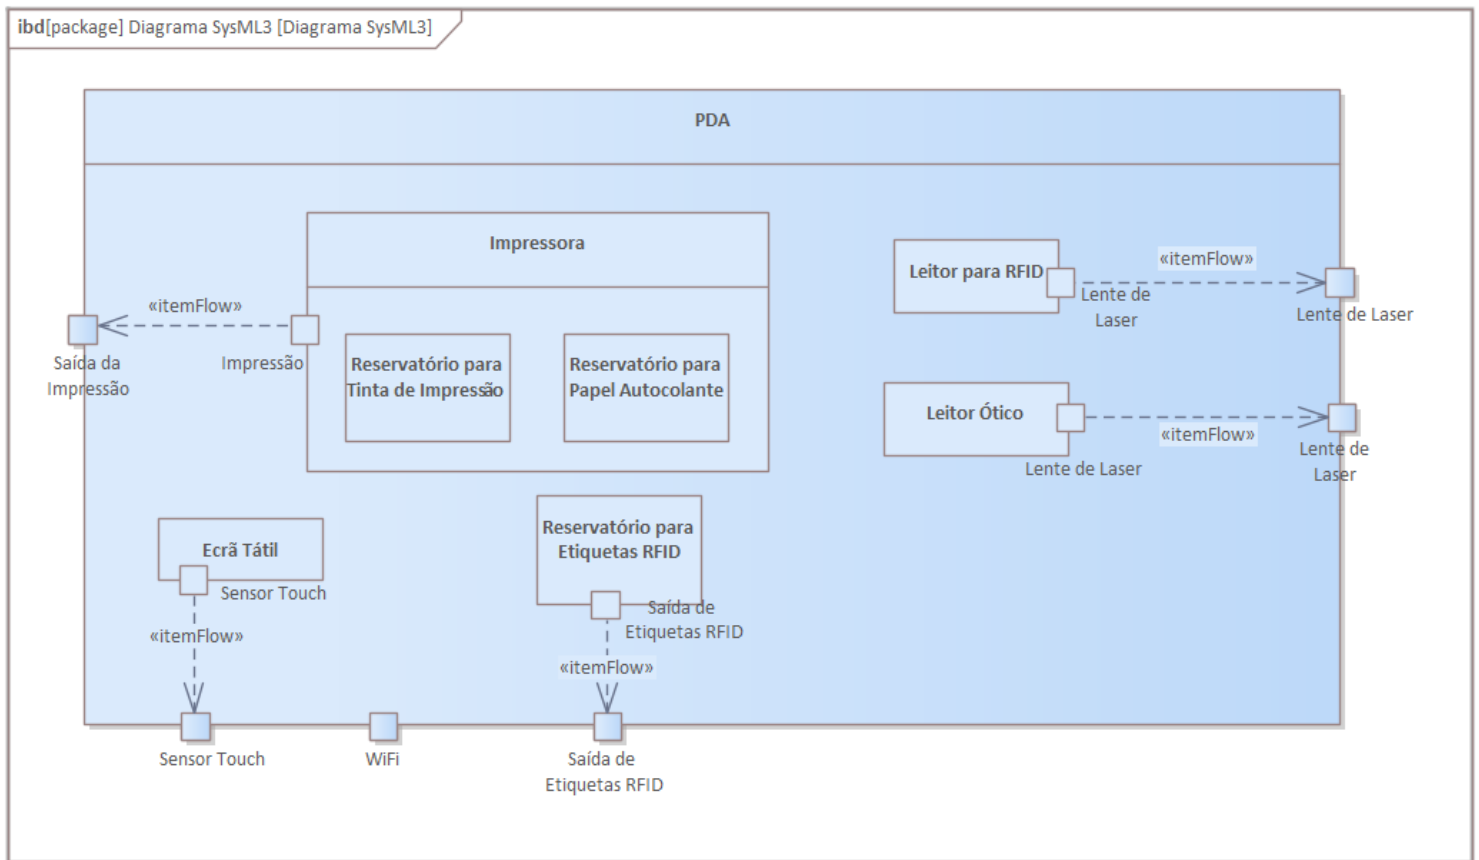 ibd[package] Diagrama SysML3 [Diagrama SysML3]
PDA
Impressora
«itemFlow»
Saída da
Impressão
Impressão
Reservatório para
Tinta de Impressão
Reservatório para
Papel Autocolante
Leitor para RFID
«itemFlow»
Lente de
Laser
Lente de Laser
Leitor Ótico
«itemFlow»
Lente de Laser
Lente de
Laser
Ecrã Tátil
Sensor Touch
«itemFlow»
Sensor Touch
WiFi
Reservatório para
Etiquetas RFID
Saída de
Etiquetas RFID
«itemFlow»
Saída de
Etiquetas RFID